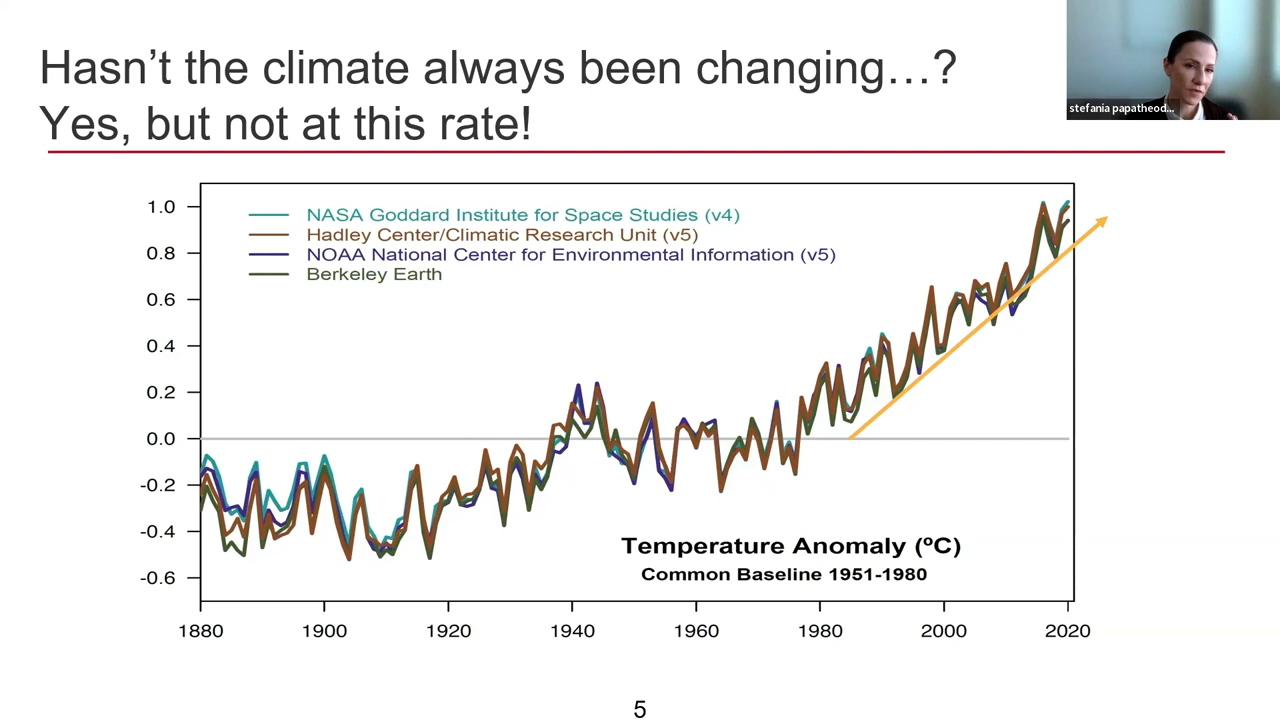 Hasn’t the climate always been changing…?
Yes, but not at this rate!
stefania papatheod...
NASA Goddard Institute for Space Studies (v4)
Hadley Center/Climatic Research Unit (v5)
NOAA National Center for Environmental Information (v5)
Berkeley Earth
1.0
0.8
0.6
0.4
0.2
0.0
-0.2
-0.4
-0.6
Temperature Anomaly (ºC)
Common Baseline 1951-1980
1880 1900 1920 1940 1960 1980 2000 2020
5